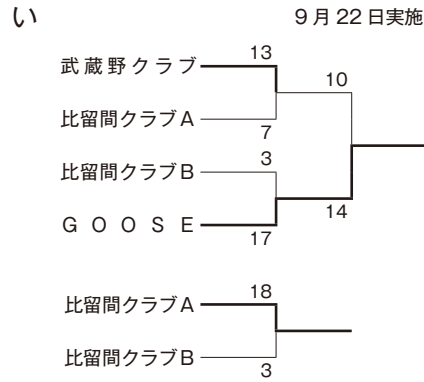 い 9月22日実施
武蔵野クラブ 13
10
比留間クラブA 7
比留間クラブB 3
14
GOOSE 17
比留間クラブA 18
比留間クラブB 3